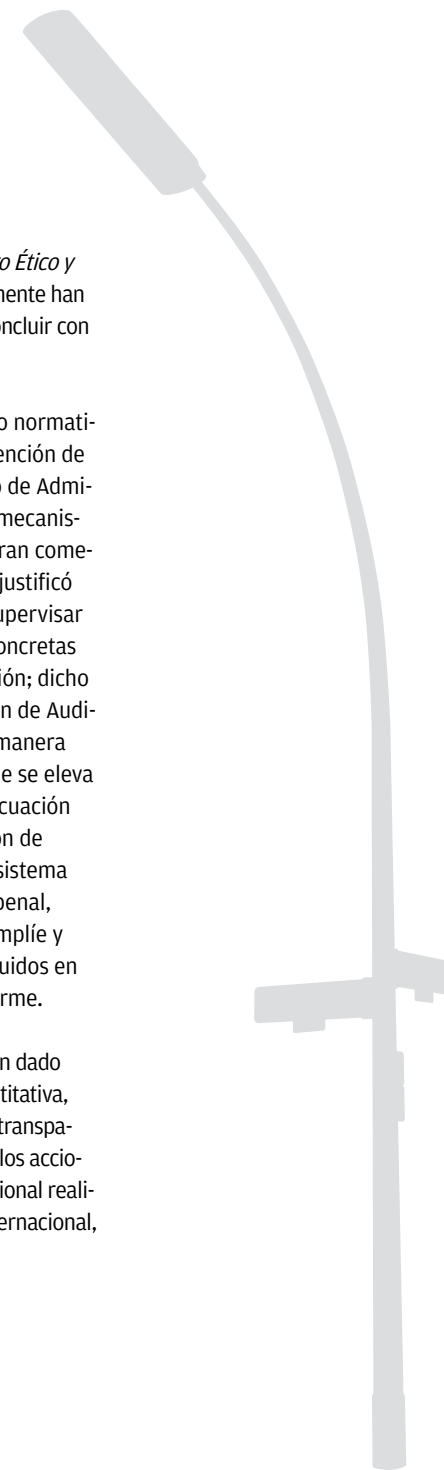 o Ético y
mente han
oncluir con
o normati-
ención de
o de Admi-
mecanis-
ran come-
justificó
upervisar
oncretas
ión; dicho
n de Audi-
manera
e se eleva
cuación
ón de
sistema
penal,
mplíe y
uidos en
rme.
n dado
titativa,
transpa-
los accio-
ional reali-
ernacional,